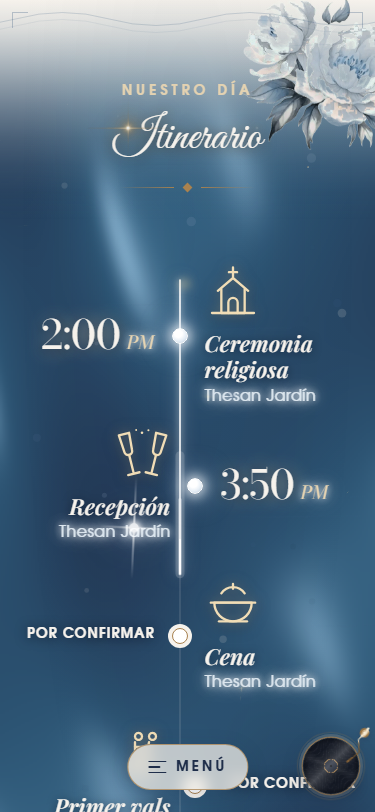 NUESTRO DÍA
Itinerario
2:00 PM
Ceremonia
religiosa
Thesan Jardín
Recepción
Thesan Jardín
3:50 PM
POR CONFIRMAR
Cena
Thesan Jardín
MENÚ
Primer vals